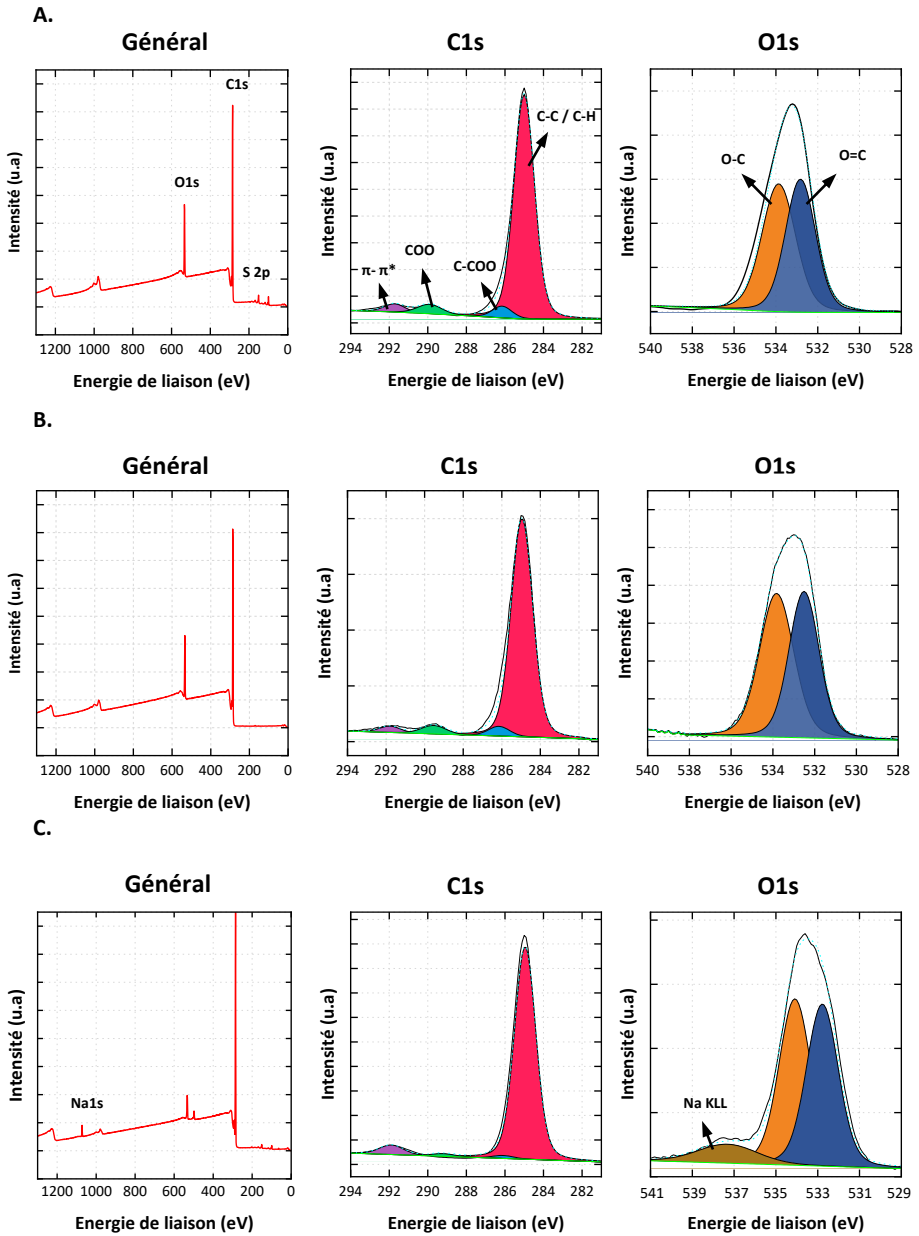 A.
Général
C1s
O1s
C1s
O1s
S 2p
Intensité (u.a)
1200 1000 800 600 400 200 0
Energie de liaison (eV)
C-C / C-H
COO
C-COO
π- π*
Intensité (u.a)
294 292 290 288 286 284 282
Energie de liaison (eV)
O-C
O=C
Intensité (u.a)
540 538 536 534 532 530 528
Energie de liaison (eV)
B.
Général
C1s
O1s
Intensité (u.a)
1200 1000 800 600 400 200 0
Energie de liaison (eV)
Intensité (u.a)
294 292 290 288 286 284 282
Energie de liaison (eV)
Intensité (u.a)
540 538 536 534 532 530 528
Energie de liaison (eV)
C.
Général
C1s
O1s
Na1s
Intensité (u.a)
1200 1000 800 600 400 200 0
Energie de liaison (eV)
Intensité (u.a)
294 292 290 288 286 284 282
Energie de liaison (eV)
Na KLL
Intensité (u.a)
541 539 537 535 533 531 529
Energie de liaison (eV)